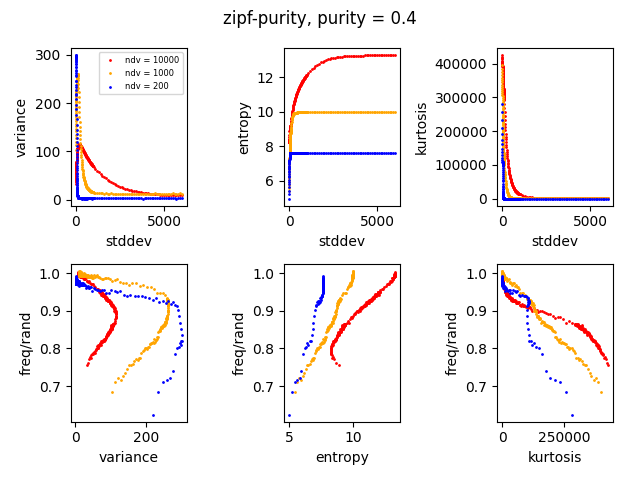 zipf-purity, purity = 0.4
300
200
100
0
variance
0
5000
stddev
ndv = 10000
ndv = 1000
ndv = 200
12
10
8
6
entropy
0
5000
stddev
400000
300000
200000
100000
0
kurtosis
0
5000
stddev
1.0
0.9
0.8
0.7
freq/rand
0
200
variance
1.0
0.9
0.8
0.7
freq/rand
5
10
entropy
1.0
0.9
0.8
0.7
freq/rand
0
250000
kurtosis